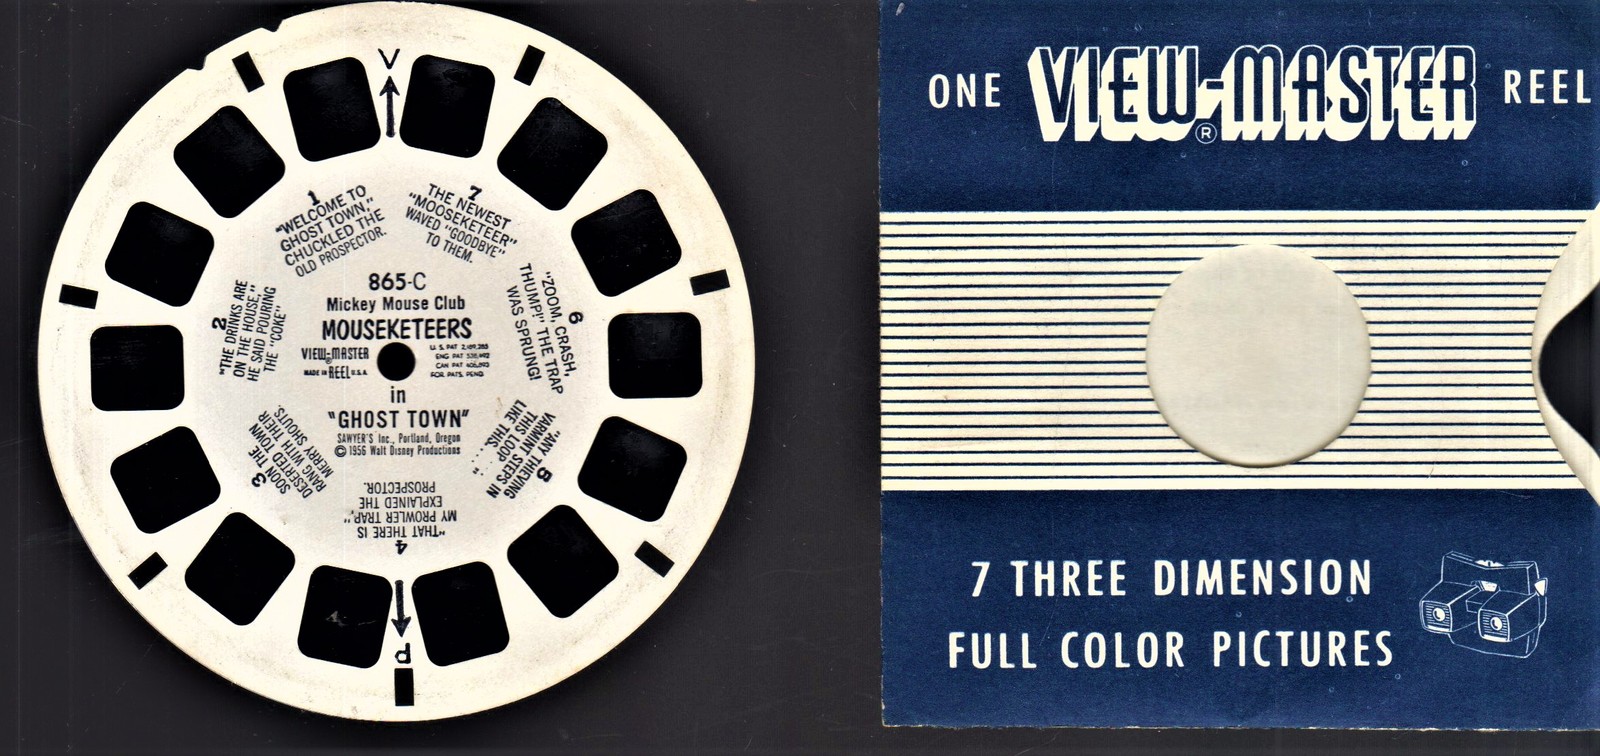 V
1
"WELCOME TO
GHOST TOWN,"
CHUCKLED THE
OLD PROSPECTOR.
7
THE NEWEST
"MOOSEKETEER"
WAVED "GOODBYE"
TO THEM.
6
"ZOOM, CRASH,
THUMP!" THE TRAP
WAS SPRUNG!
2
"THE DRINKS ARE
ON THE HOUSE,"
HE SAID POURING
THE "COKE"
865-C
Mickey Mouse Club
MOUSEKETEERS
VIEW-MASTER
®
MADE IN REEL U.S.A.
U.S. PAT 2,189,285
ENG PAT 538,492
CAN PAT 406,093
FOR. PATS. PEND.
in
"GHOST TOWN"
SAWYER'S Inc., Portland, Oregon
© 1956 Walt Disney Productions
3
SOON THE
DESERTED TOWN
RANG WITH THEIR
MERRY SHOUTS.
4
"THAT THERE IS
MY PROWLER TRAP,"
EXPLAINED THE
PROSPECTOR.
"ANY THIEVING
VARMINT STEPS IN
THIS LOOP
LIKE THIS...."
P
ONE VIEW-MASTER REEL
®
7 THREE DIMENSION
FULL COLOR PICTURES